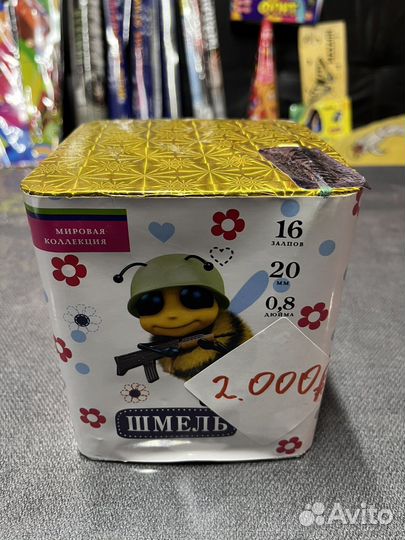 МИРОВАЯ
КОЛЛЕКЦИЯ
16
ЗАЛПОВ
20
ММ
0,8
ДЮЙМА
2.000
ШМЕЛЬ
Avito